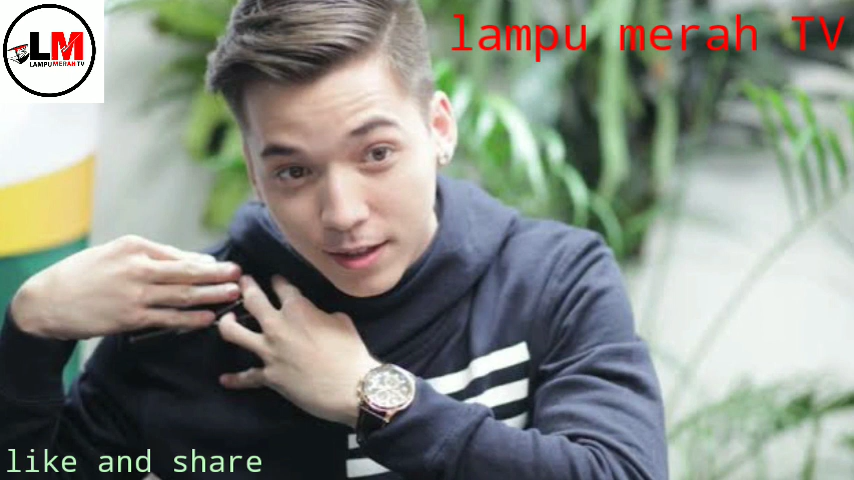 LM
LAMPU MERAH TV
lampu merah TV
like and share